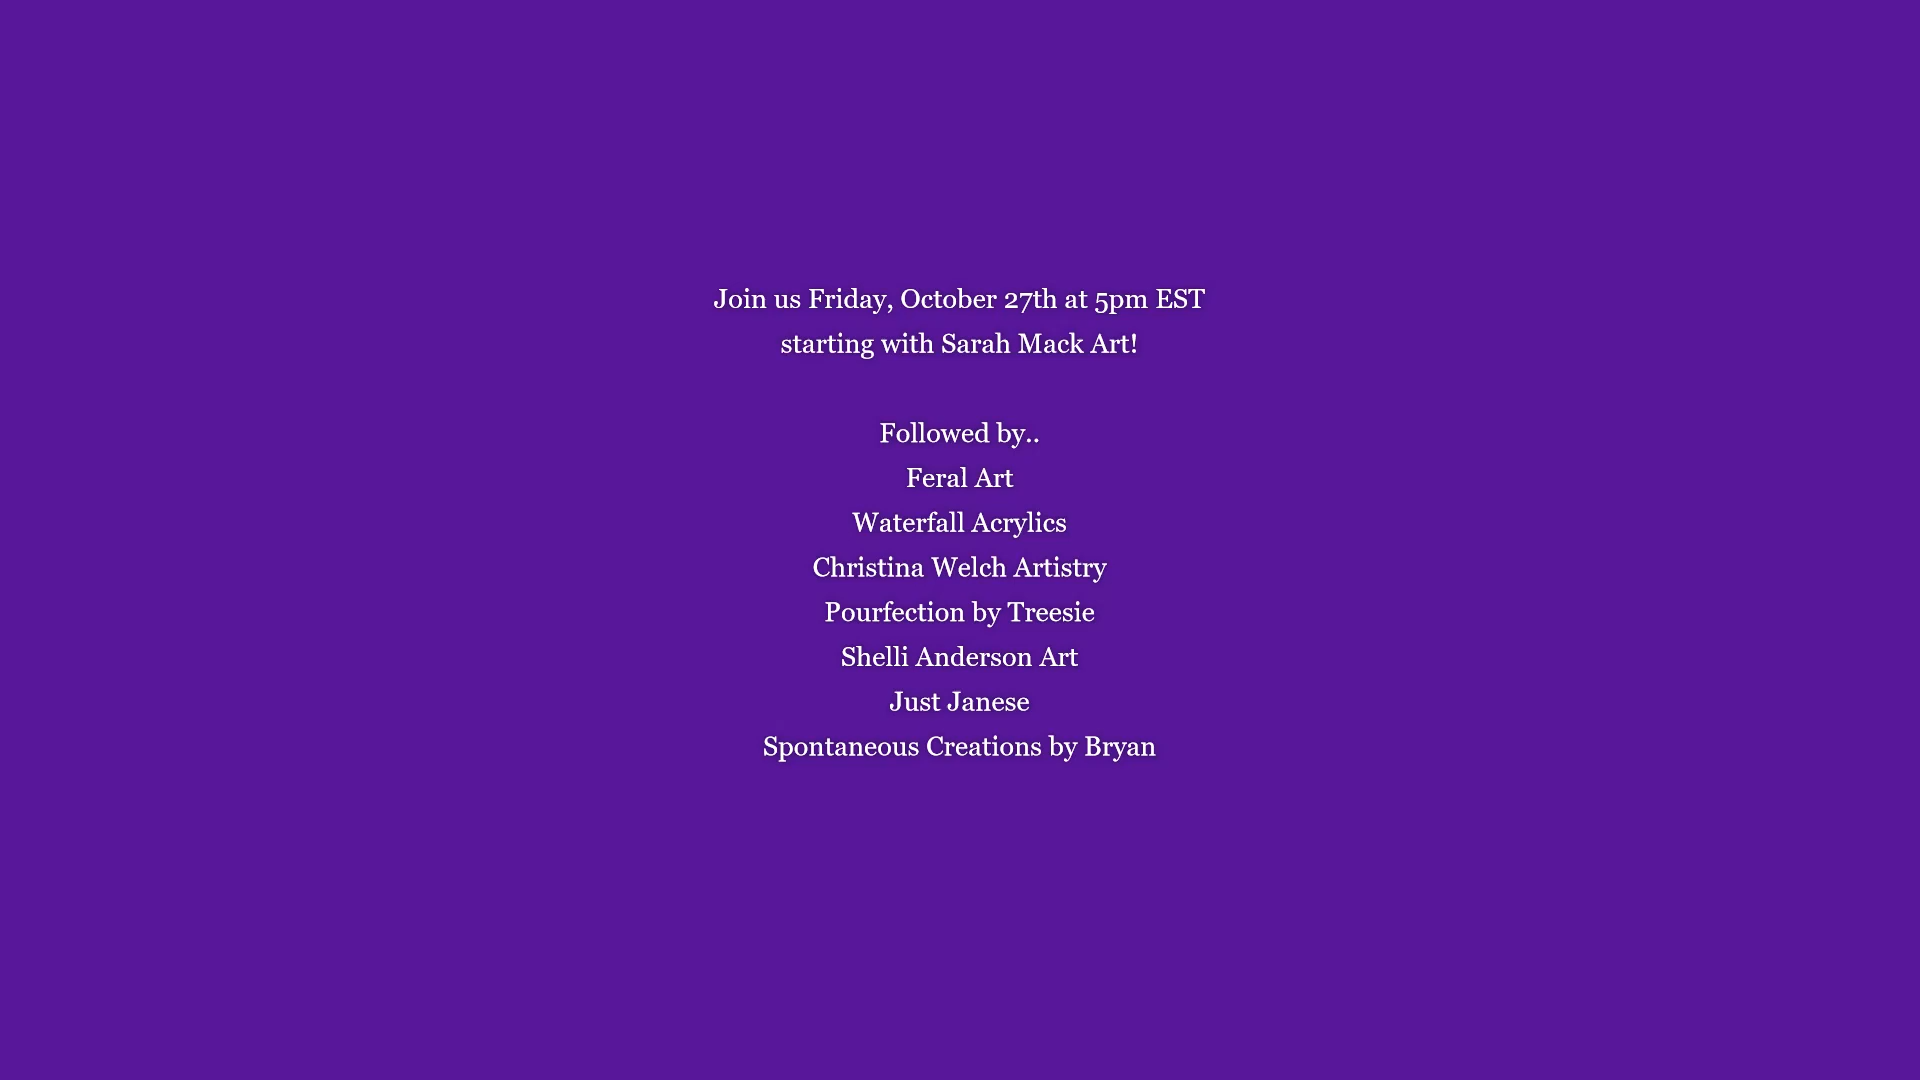 Join us Friday, October 27th at 5pm EST
starting with Sarah Mack Art!
Followed by..
Feral Art
Waterfall Acrylics
Christina Welch Artistry
Pourfection by Treesie
Shelli Anderson Art
Just Janese
Spontaneous Creations by Bryan